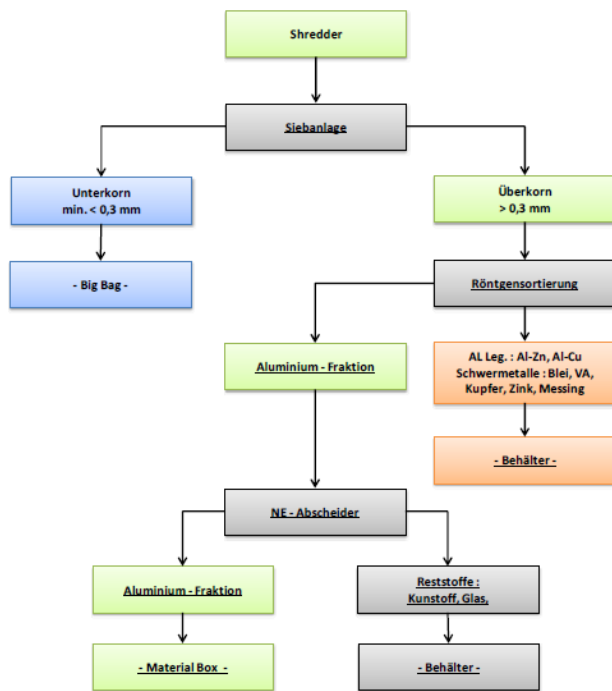 Shredder
Siebanlage
Unterkorn
min. < 0,3 mm
Überkorn
> 0,3 mm
- Big Bag -
Röntgensortierung
Aluminium - Fraktion
AL Leg. : Al-Zn, Al-Cu
Schwermetalle : Blei, VA,
Kupfer, Zink, Messing
- Behälter -
NE - Abscheider
Aluminium - Fraktion
Reststoffe :
Kunstoff, Glas,
- Material Box -
- Behälter -